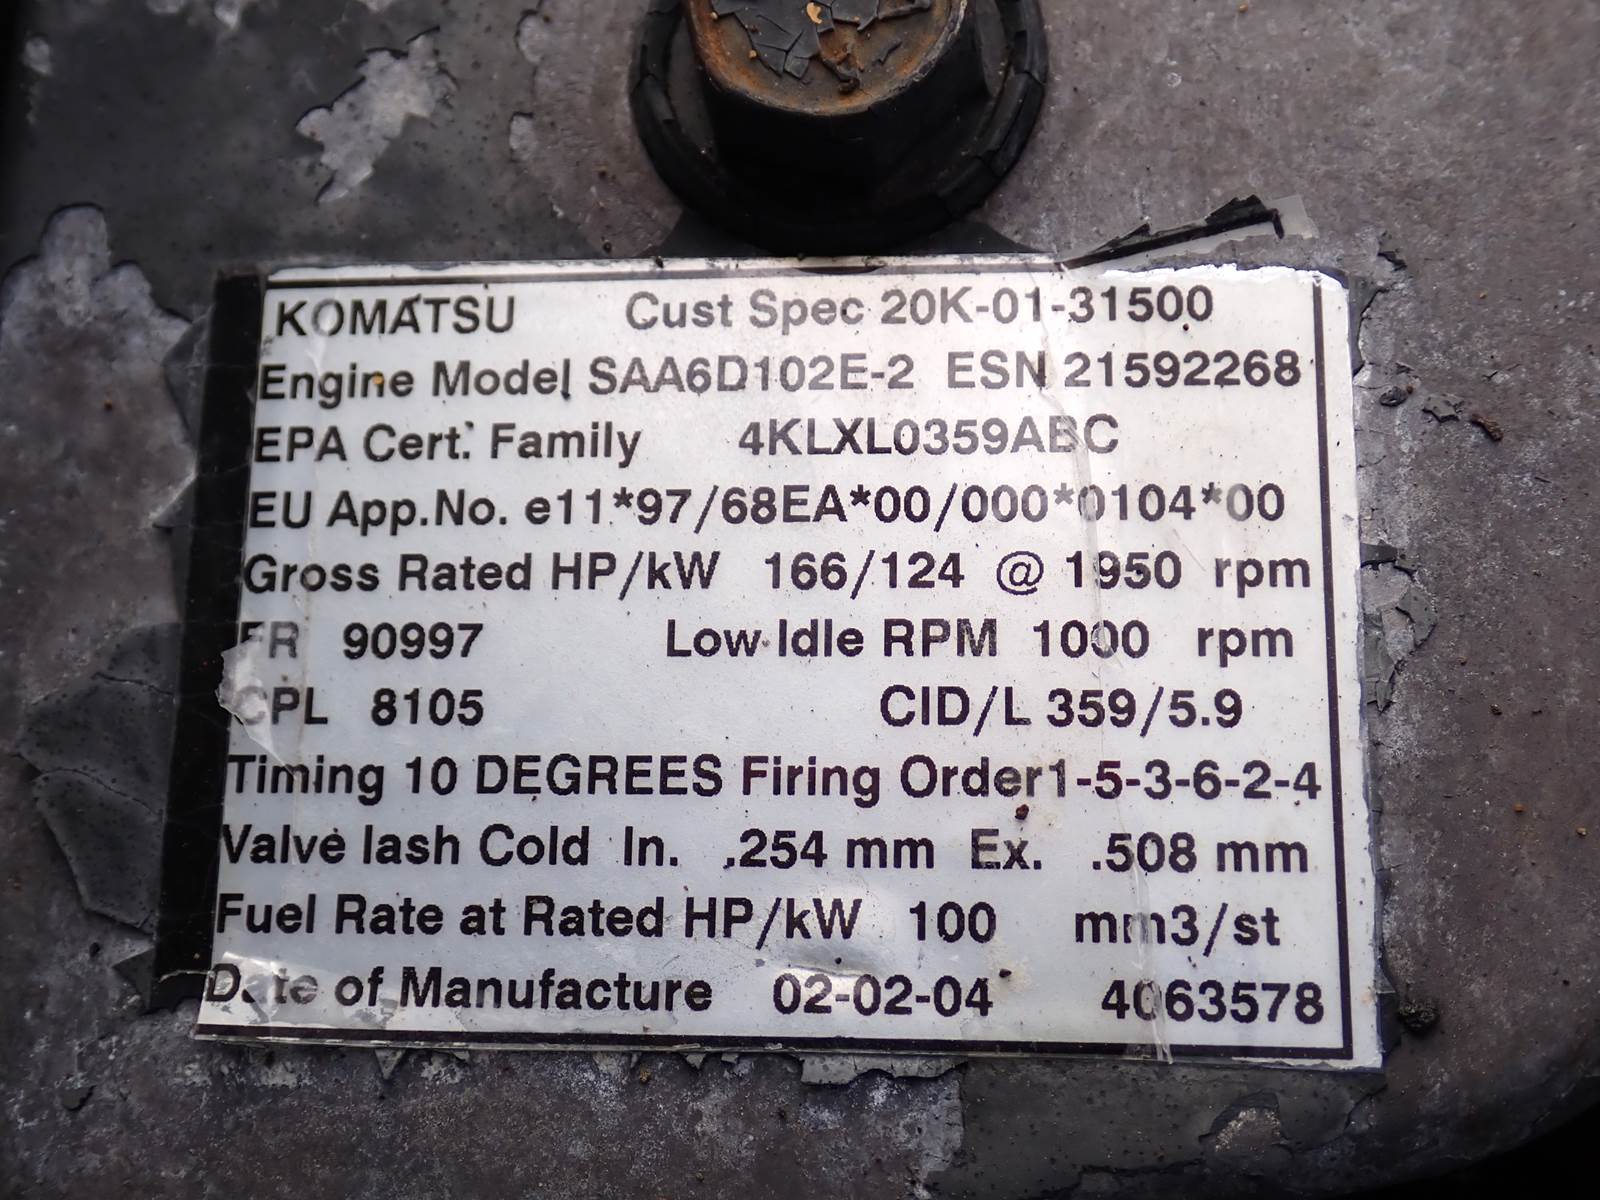 KOMATSU Cust Spec 20K-01-31500
Engine Model SAA6D102E-2 ESN 21592268
EPA Cert. Family 4KLXL0359ABC
EU App.No. e11*97/68EA*00/000*0104*00
Gross Rated HP/kW 166/124 @ 1950 rpm
FR 90997 Low Idle RPM 1000 rpm
CPL 8105 CID/L 359/5.9
Timing 10 DEGREES Firing Order1-5-3-6-2-4
Valve lash Cold In. .254 mm Ex. .508 mm
Fuel Rate at Rated HP/kW 100 mm3/st
Date of Manufacture 02-02-04 4063578